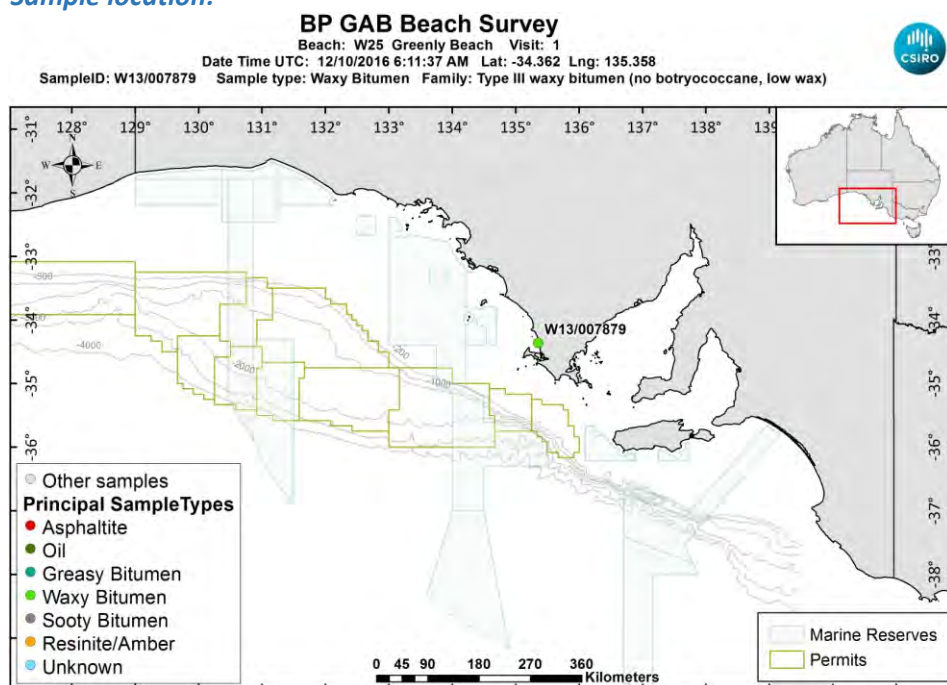 Sample location:
BP GAB Beach Survey
Beach: W25 Greenly Beach Visit: 1
Date Time UTC: 12/10/2016 6:11:37 AM Lat: -34.362 Lng: 135.358
SampleID: W13/007879 Sample type: Waxy Bitumen Family: Type III waxy bitumen (no botryococcane, low wax)
CSIRO
128° 129° 130° 131° 132° 133° 134° 135° 136° 137° 138° 139
-31°
-32°
-33°
-34°
-35°
-36°
-37°
-38°
N
W E
S
-31°
-32°
-33°
-34°
-35°
-36°
-37°
-38°
-4000
-2000
-200
-1000
W13/007879
Other samples
Principal SampleTypes
Asphaltite
Oil
Greasy Bitumen
Waxy Bitumen
Sooty Bitumen
Resinite/Amber
Unknown
0 45 90 180 270 360
Kilometers
Marine Reserves
Permits